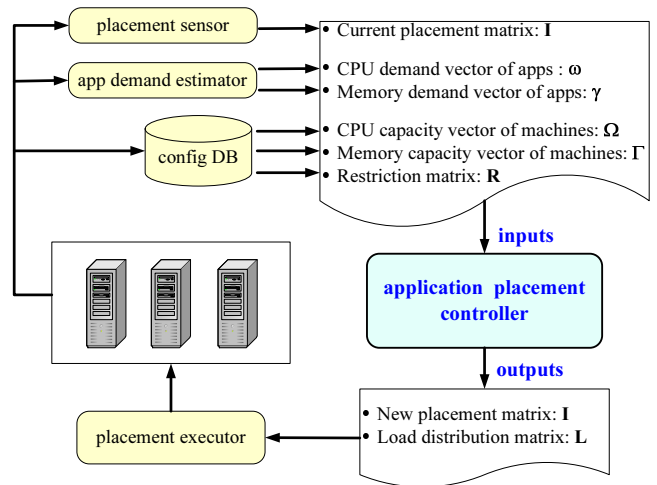 placement sensor
• Current placement matrix: I
app demand estimator
• CPU demand vector of apps : ω
• Memory demand vector of apps: γ
config DB
• CPU capacity vector of machines: Ω
• Memory capacity vector of machines: Γ
• Restriction matrix: R
inputs
application placement
controller
outputs
• New placement matrix: I
• Load distribution matrix: L
placement executor